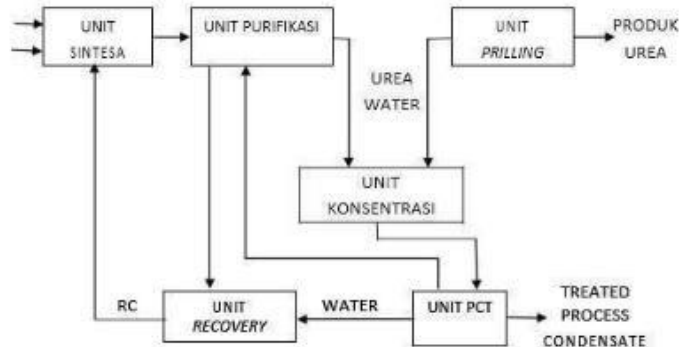 UNIT
SINTESA
UNIT PURIFIKASI
UNIT
PRILLING
PRODUK
UREA
UREA
WATER
UNIT
KONSENTRASI
RC
UNIT
RECOVERY
WATER
UNIT PCT
TREATED
PROCESS
CONDENSATE